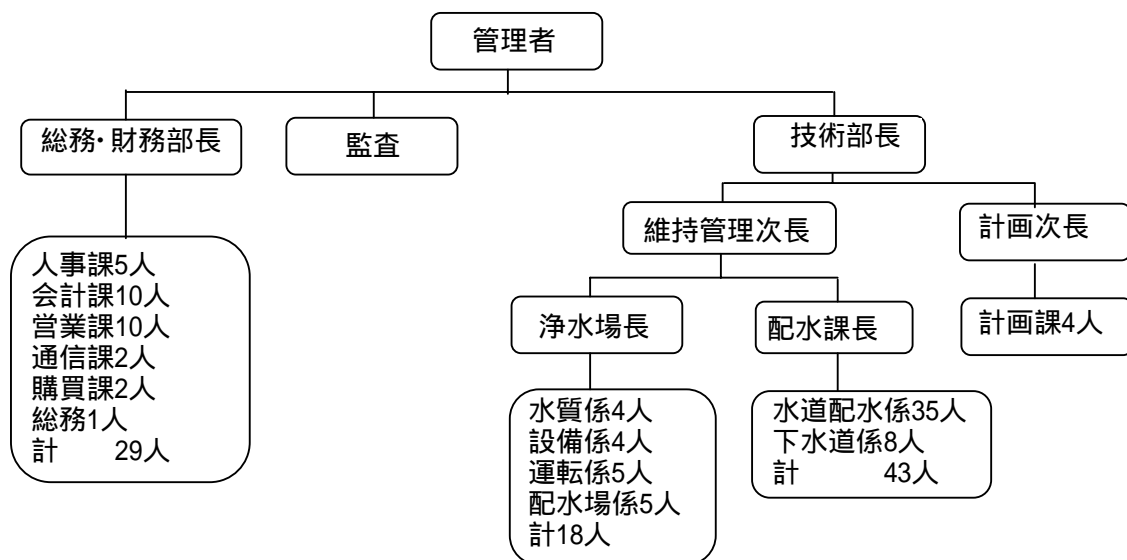 管理者
総務・財務部長
監査
技術部長
維持管理次長
計画次長
人事課5人
会計課10人
営業課10人
通信課2人
購買課2人
総務1人
計 29人
浄水場長
配水課長
計画課4人
水質係4人
設備係4人
運転係5人
配水場係5人
計18人
水道配水係35人
下水道係8人
計 43人